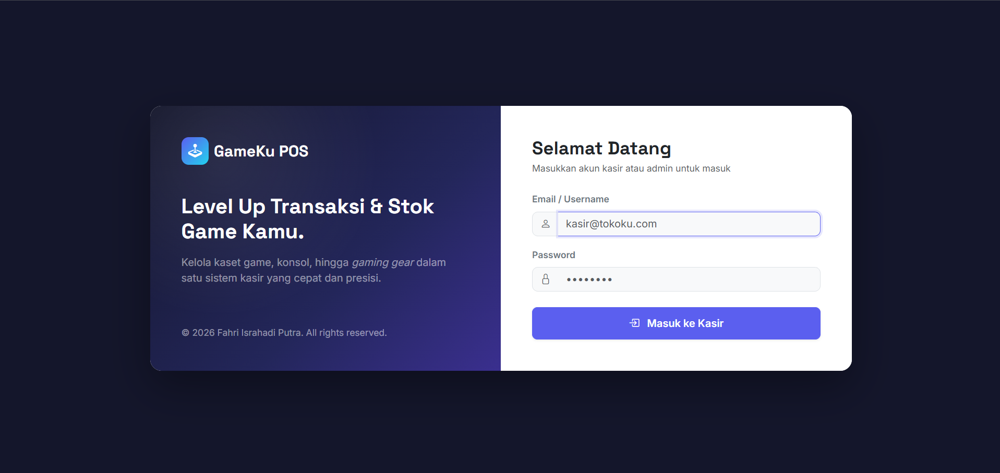 GameKu POS
Level Up Transaksi & Stok
Game Kamu.
Kelola kaset game, konsol, hingga gaming gear dalam
satu sistem kasir yang cepat dan presisi.
© 2026 Fahri Israhadi Putra. All rights reserved.
Selamat Datang
Masukkan akun kasir atau admin untuk masuk
Email / Username
kasir@tokoku.com
Password
••••••••
Masuk ke Kasir